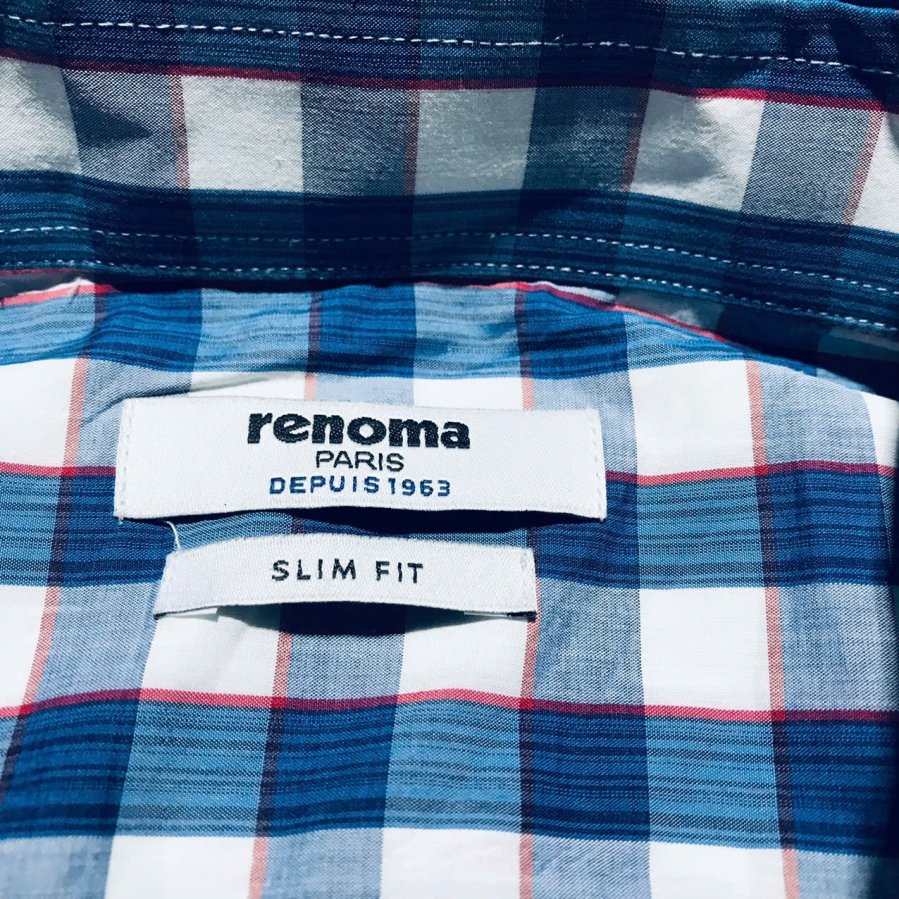 renoma
PARIS
DEPUIS 1963
SLIM FIT